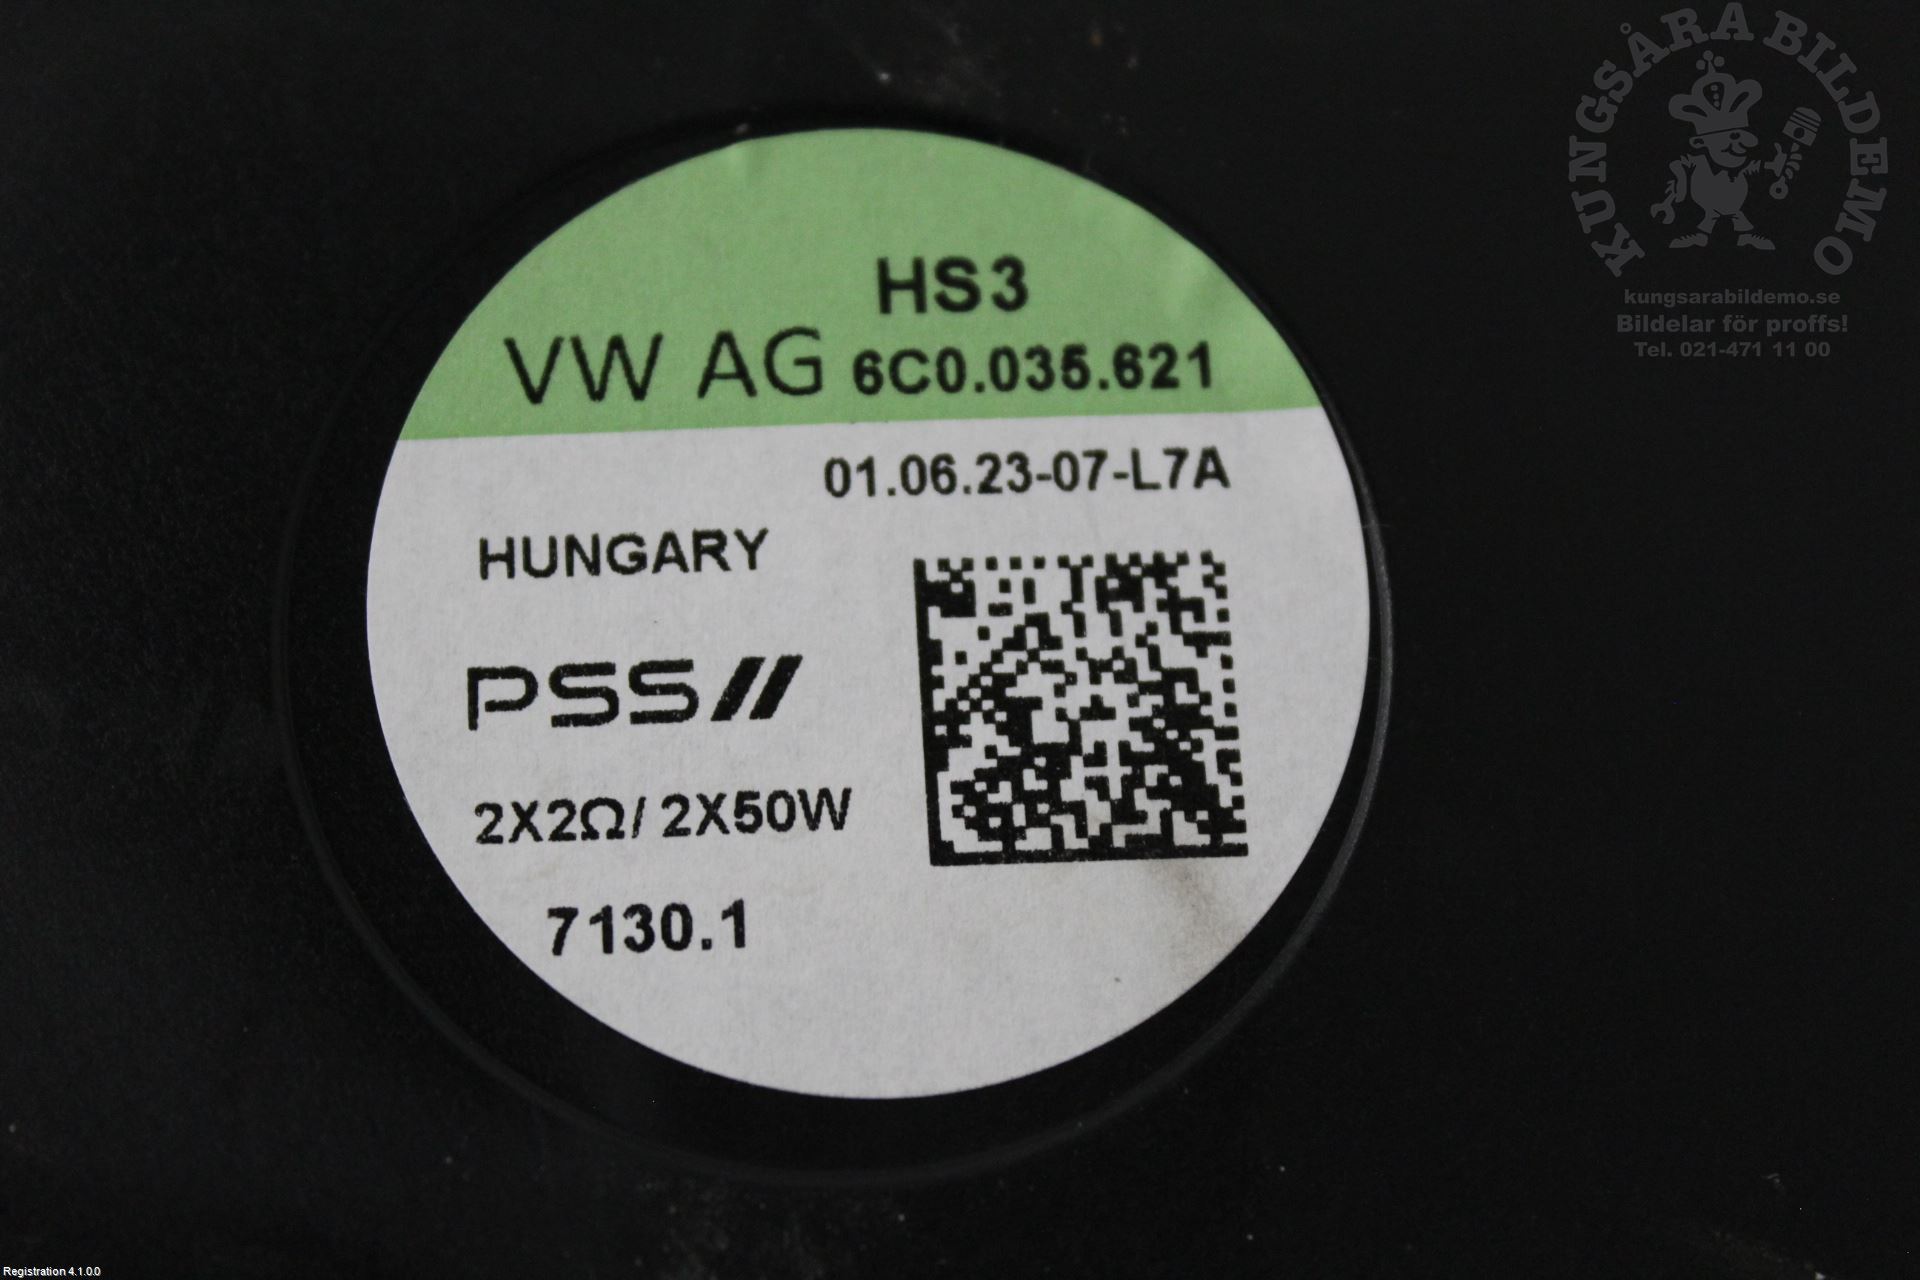 HS3
VW AG 6C0.035.621
01.06.23-07-L7A
HUNGARY
PSS//
2X2Ω/ 2X50W
7130.1
KUNGSÅRA BILDEMO
kungsarabildemo.se
Bildelar för proffs!
Tel. 021-471 11 00
Registration 4.1.0.0